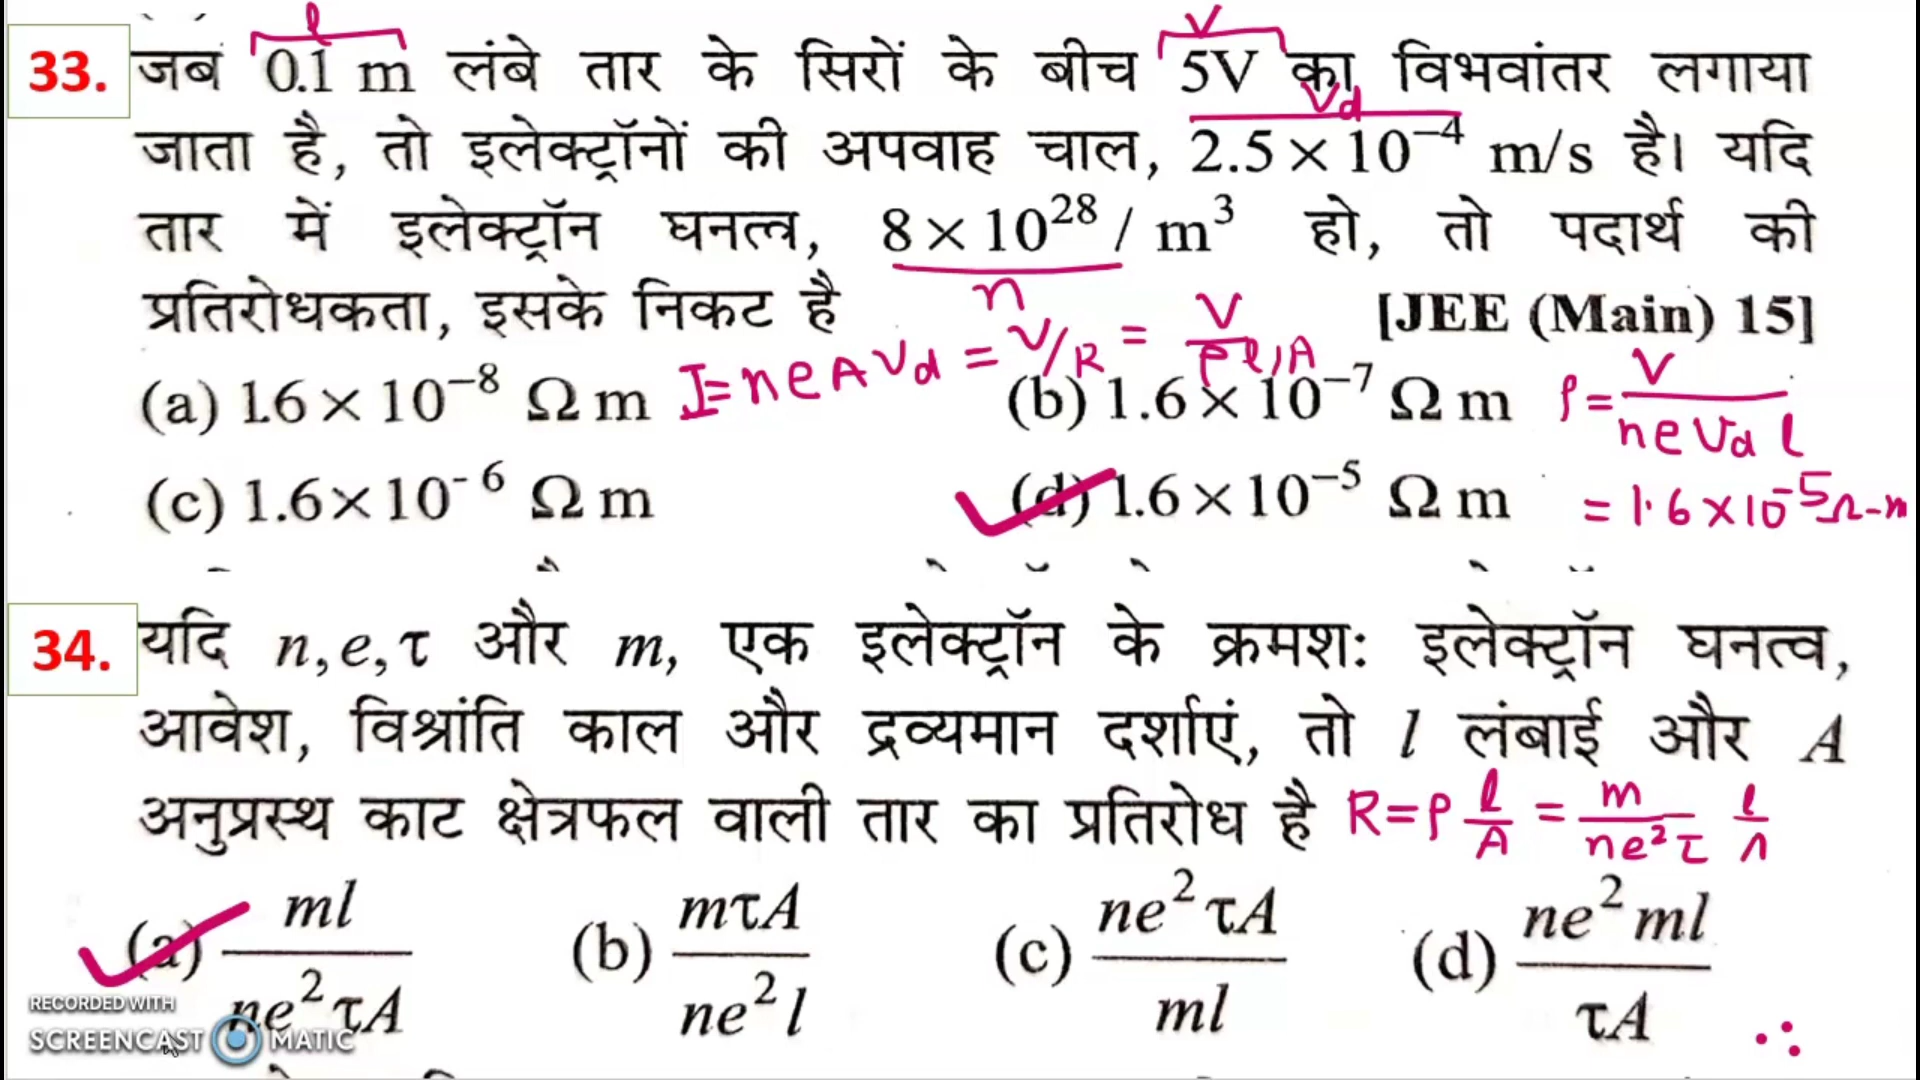 l
V
33. जब 0.1 m लंबे तार के सिरों के बीच 5V का विभवांतर लगाया
Vd
जाता है, तो इलेक्ट्रॉनों की अपवाह चाल, 2.5 × 10⁻⁴ m/s है। यदि
तार में इलेक्ट्रॉन घनत्व, 8 × 10²⁸ / m³ हो, तो पदार्थ की
n
प्रतिरोधकता, इसके निकट है [JEE (Main) 15]
I = neAVd = V/R = V/ρl/A
(a) 1.6 × 10⁻⁸ Ω m (b) 1.6 × 10⁻⁷ Ω m
ρ = V/neVd l
(c) 1.6 × 10⁻⁶ Ω m (d) 1.6 × 10⁻⁵ Ω m
= 1.6 × 10⁻⁵ Ω-m
34. यदि n, e, τ और m, एक इलेक्ट्रॉन के क्रमशः इलेक्ट्रॉन घनत्व,
आवेश, विश्रांति काल और द्रव्यमान दर्शाएं, तो l लंबाई और A
अनुप्रस्थ काट क्षेत्रफल वाली तार का प्रतिरोध है R = ρ l/A = m/ne²τ l/A
(a) ml/ne²τA (b) mτA/ne²l (c) ne²τA/ml (d) ne²ml/τA
RECORDED WITH
SCREENCAST MATIC